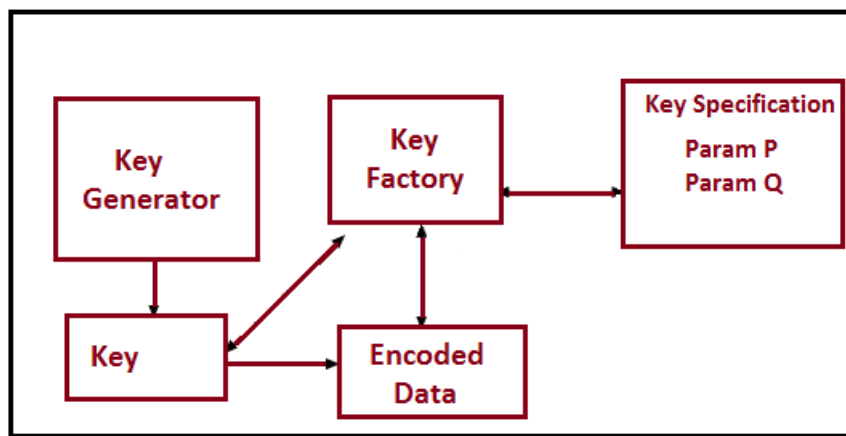 Key
Generator
Key
Factory
Key Specification
Param P
Param Q
Key
Encoded
Data